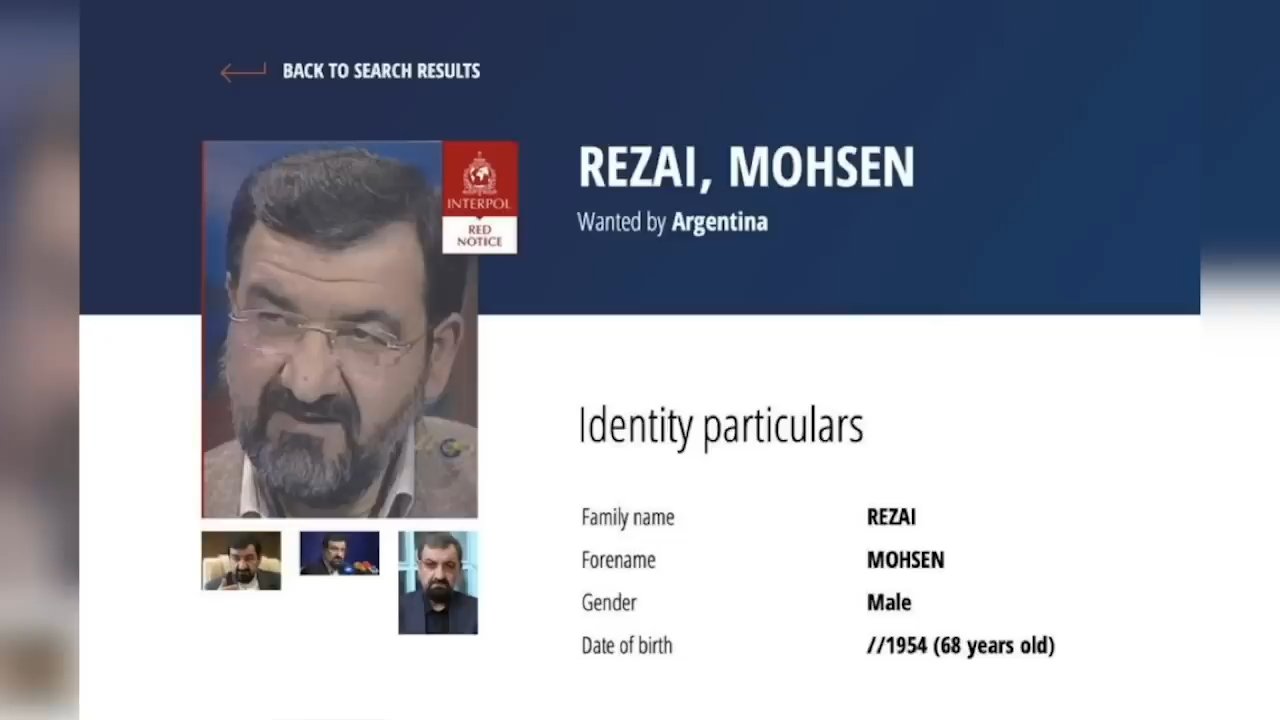 BACK TO SEARCH RESULTS
INTERPOL
RED
NOTICE
REZAI, MOHSEN
Wanted by Argentina
Identity particulars
Family name REZAI
Forename MOHSEN
Gender Male
Date of birth //1954 (68 years old)